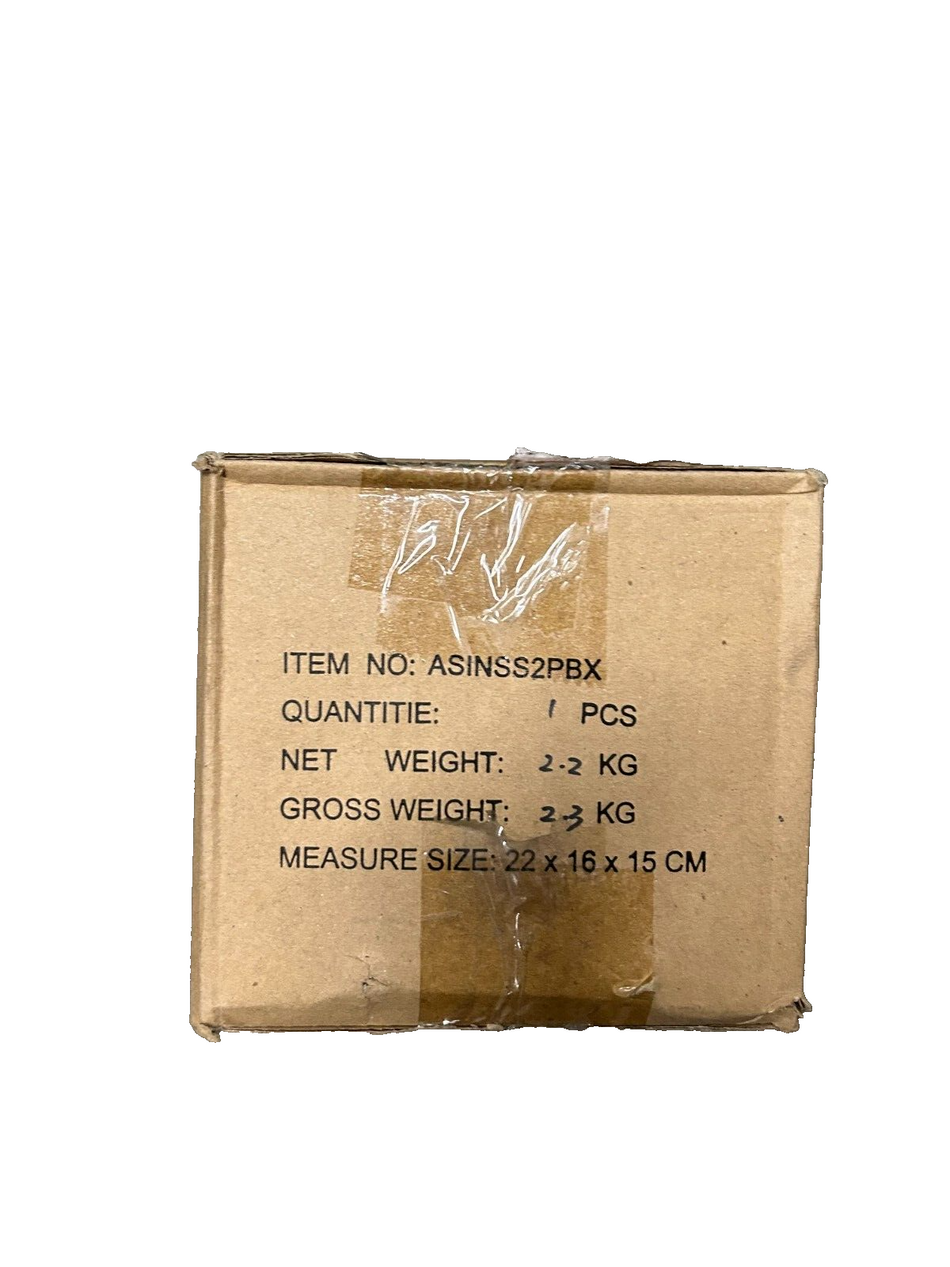 ITEM NO: ASINSS2PBX
QUANTITIE: 1 PCS
NET WEIGHT: 2.2 KG
GROSS WEIGHT: 2.3 KG
MEASURE SIZE: 22 x 16 x 15 CM